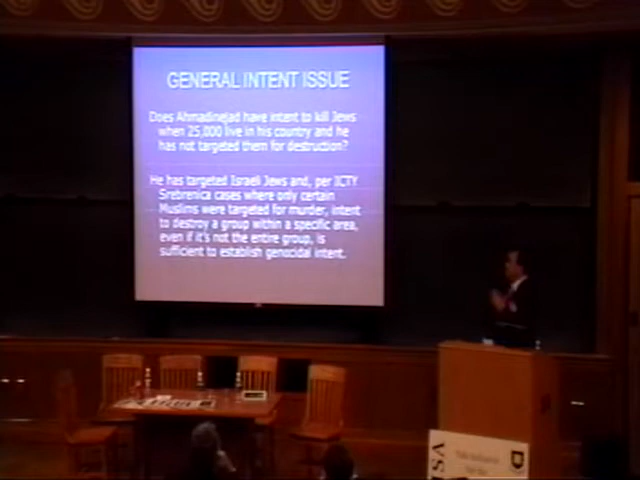 GENERAL INTENT ISSUE
Does Ahmadinejad have intent to kill Jews
when 25,000 live in his country and he
has not targeted them for destruction?
He has targeted Israeli Jews and, per ICTY
Srebrenica cases where only certain
Muslims were targeted for murder, intent
to destroy a group within a specific area,
even if it's not the entire group, is
sufficient to establish genocidal intent.